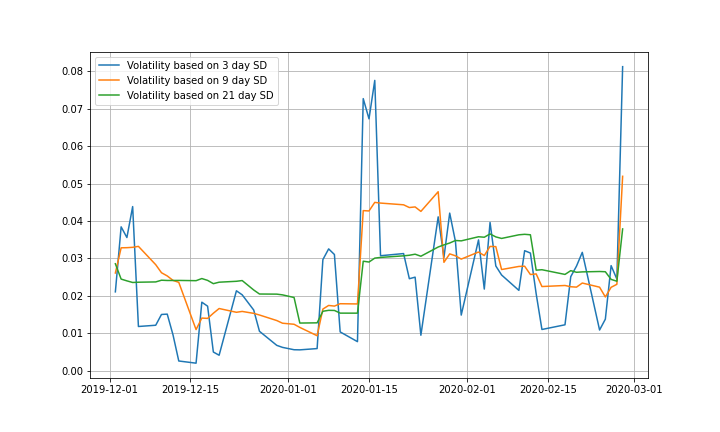 Volatility based on 3 day SD
Volatility based on 9 day SD
Volatility based on 21 day SD
0.08
0.07
0.06
0.05
0.04
0.03
0.02
0.01
0.00
2019-12-01 2019-12-15 2020-01-01 2020-01-15 2020-02-01 2020-02-15 2020-03-01